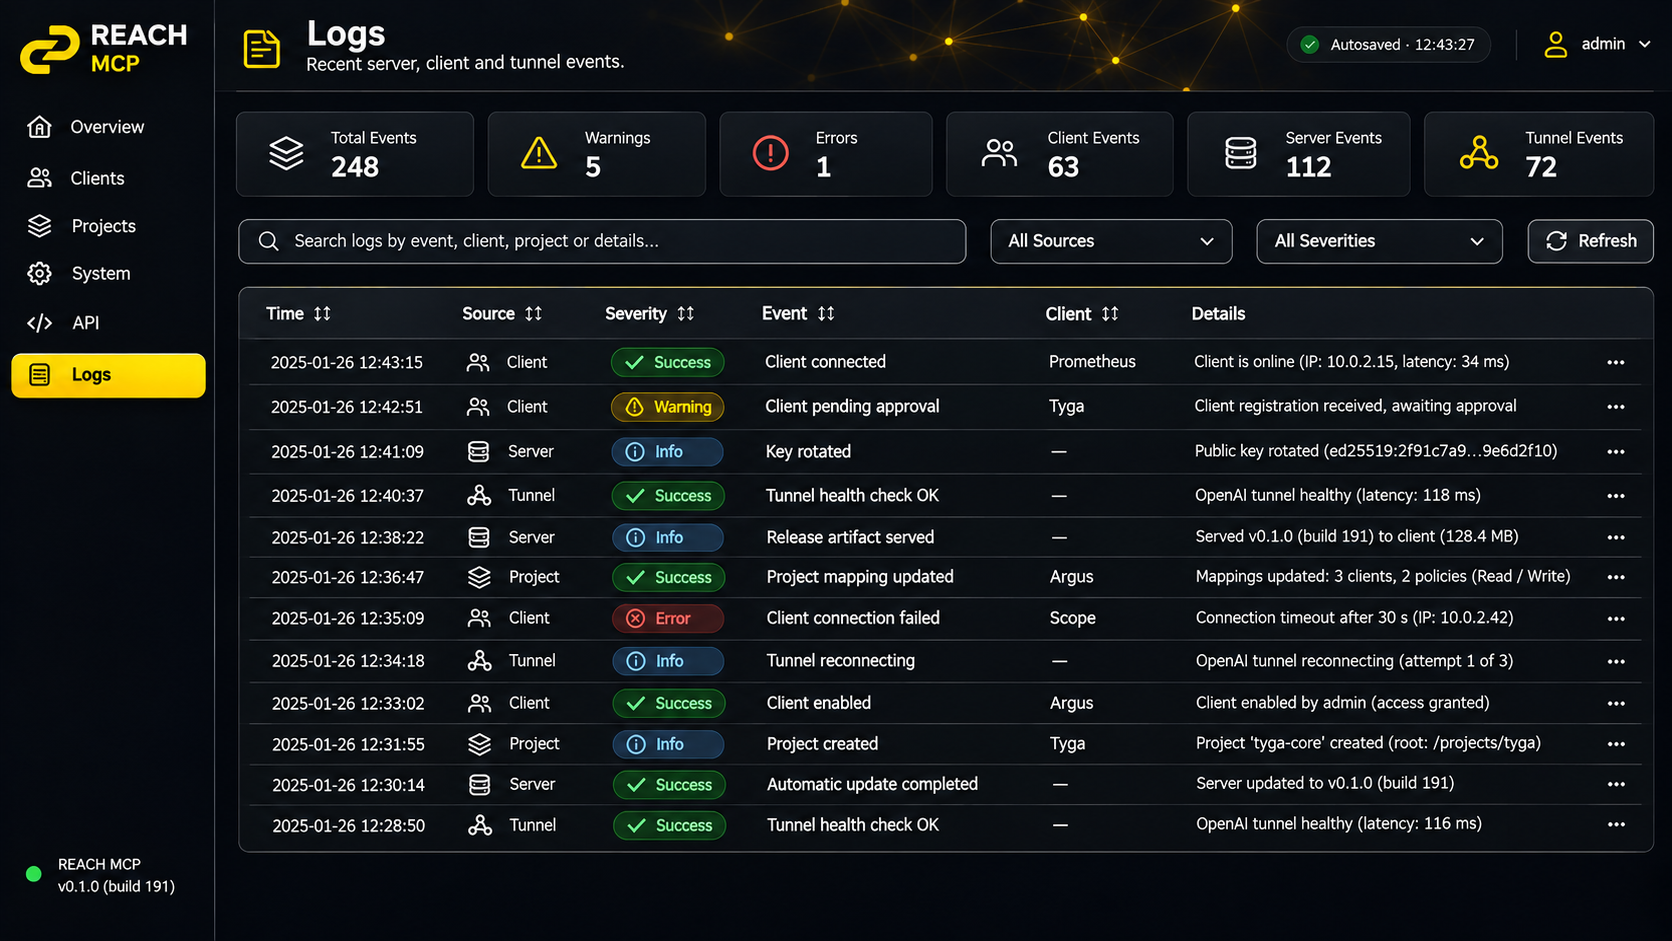 REACH
MCP
Overview
Clients
Projects
System
API
Logs
REACH MCP
v0.1.0 (build 191)
Logs
Recent server, client and tunnel events.
Autosaved · 12:43:27
admin
Total Events
248
Warnings
5
Errors
1
Client Events
63
Server Events
112
Tunnel Events
72
Search logs by event, client, project or details...
All Sources
All Severities
Refresh
Time Source Severity Event Client Details
2025-01-26 12:43:15 Client Success Client connected Prometheus Client is online (IP: 10.0.2.15, latency: 34 ms)
2025-01-26 12:42:51 Client Warning Client pending approval Tyga Client registration received, awaiting approval
2025-01-26 12:41:09 Server Info Key rotated — Public key rotated (ed25519:2f91c7a9...9e6d2f10)
2025-01-26 12:40:37 Tunnel Success Tunnel health check OK — OpenAI tunnel healthy (latency: 118 ms)
2025-01-26 12:38:22 Server Info Release artifact served — Served v0.1.0 (build 191) to client (128.4 MB)
2025-01-26 12:36:47 Project Success Project mapping updated Argus Mappings updated: 3 clients, 2 policies (Read / Write)
2025-01-26 12:35:09 Client Error Client connection failed Scope Connection timeout after 30 s (IP: 10.0.2.42)
2025-01-26 12:34:18 Tunnel Info Tunnel reconnecting — OpenAI tunnel reconnecting (attempt 1 of 3)
2025-01-26 12:33:02 Client Success Client enabled Argus Client enabled by admin (access granted)
2025-01-26 12:31:55 Project Info Project created Tyga Project 'tyga-core' created (root: /projects/tyga)
2025-01-26 12:30:14 Server Success Automatic update completed — Server updated to v0.1.0 (build 191)
2025-01-26 12:28:50 Tunnel Success Tunnel health check OK — OpenAI tunnel healthy (latency: 116 ms)